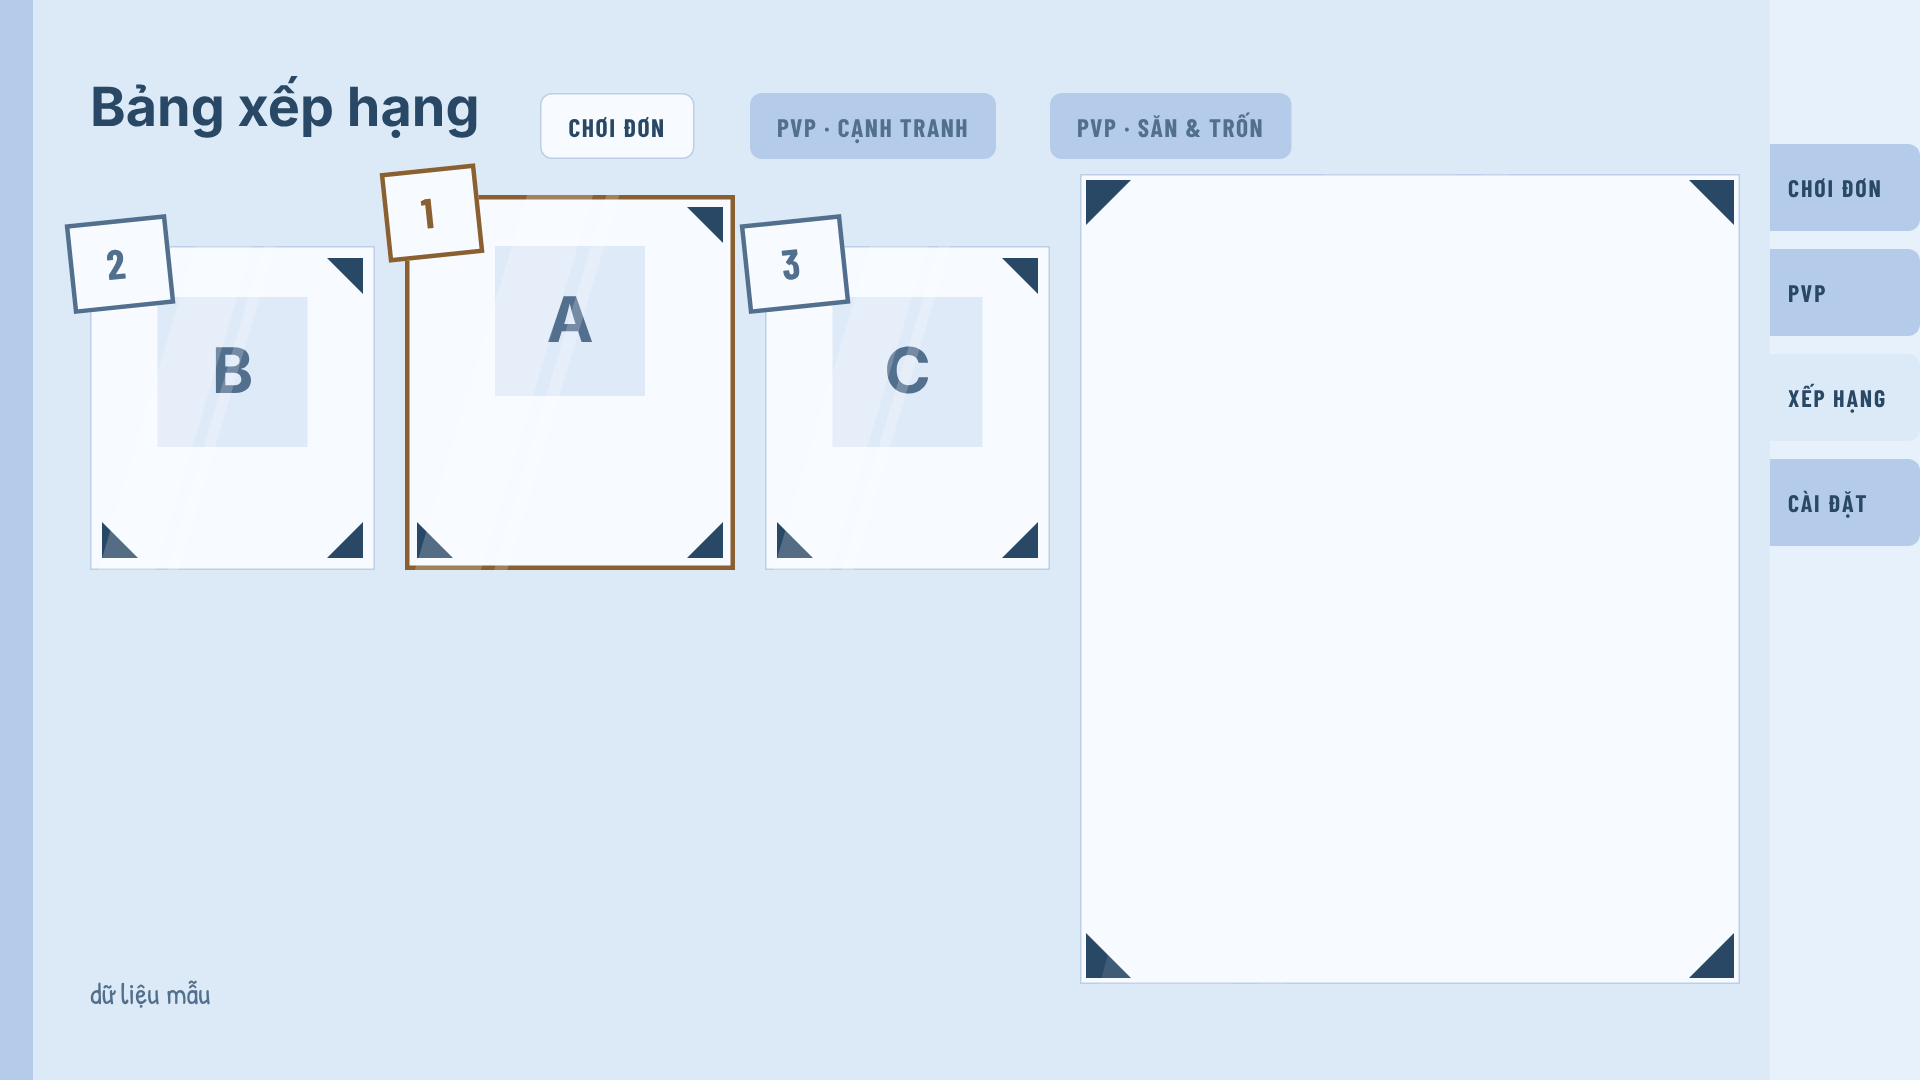 Bảng xếp hạng
CHƠI ĐƠN
PVP · CẠNH TRANH
PVP · SĂN & TRỐN
2
B
1
A
3
C
dữ liệu mẫu
CHƠI ĐƠN
PVP
XẾP HẠNG
CÀI ĐẶT